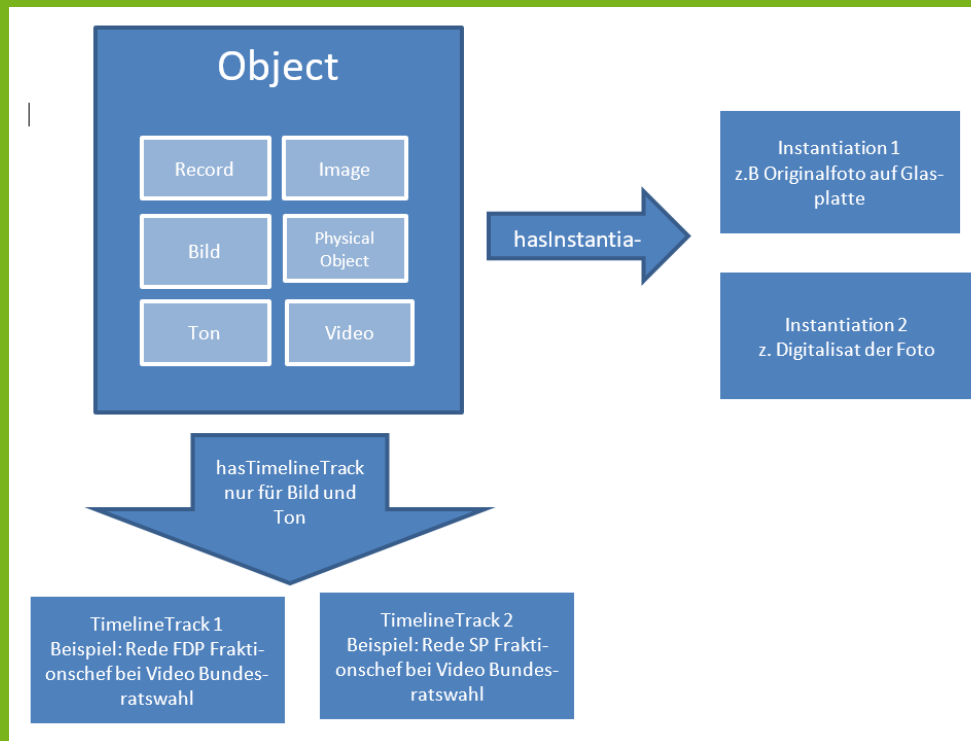 Object
Record
Image
Bild
Physical
Object
Ton
Video
hasInstantia-
Instantiation 1
z.B Originalfoto auf Glas-
platte
Instantiation 2
z. Digitalisat der Foto
hasTimelineTrack
nur für Bild und
Ton
TimelineTrack 1
Beispiel: Rede FDP Frakti-
onschef bei Video Bundes-
ratswahl
TimelineTrack 2
Beispiel: Rede SP Frakti-
onschef bei Video Bundes-
ratswahl